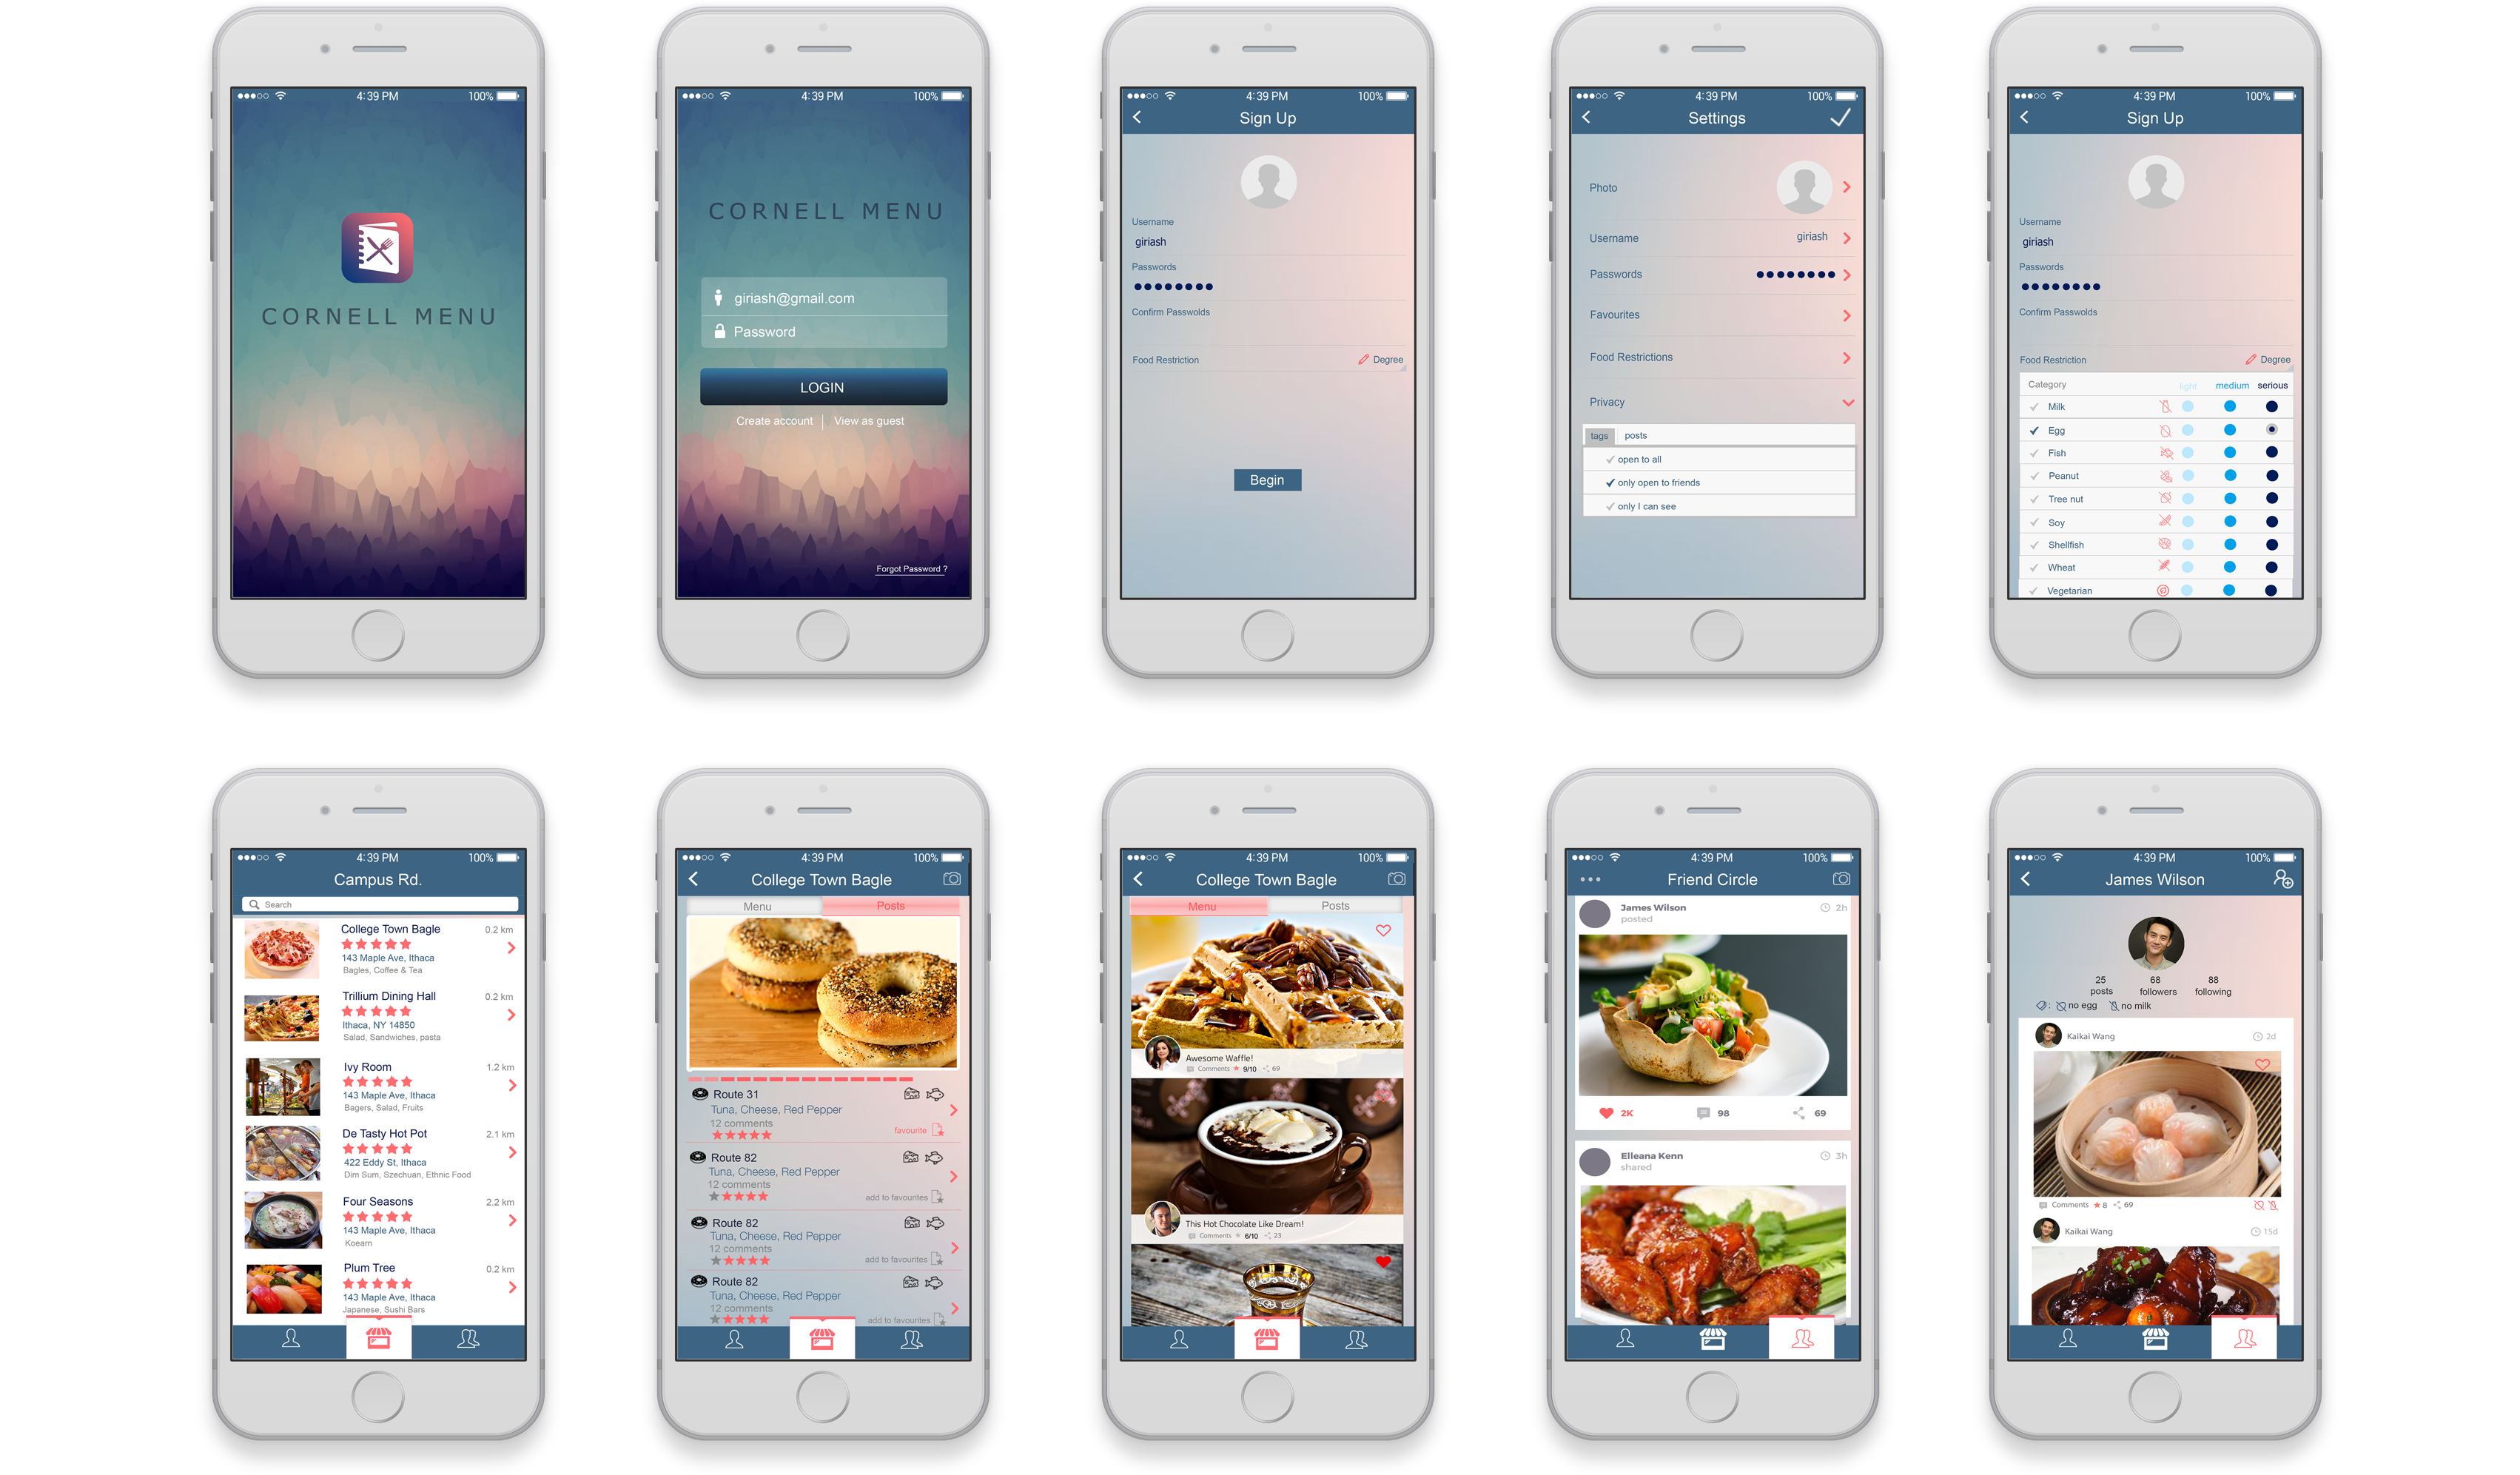 4:39 PM 100%
CORNELL MENU
4:39 PM 100%
CORNELL MENU
giriash@gmail.com
Password
LOGIN
Create account | View as guest
Forgot Password ?
4:39 PM 100%
Sign Up
Username
giriash
Passwords
Confirm Passwolds
Food Restriction Degree
Begin
4:39 PM 100%
Settings
Photo
Username giriash
Passwords
Favourites
Food Restrictions
Privacy
tags posts
open to all
only open to friends
only I can see
4:39 PM 100%
Sign Up
Username
giriash
Passwords
Confirm Passwolds
Food Restriction Degree
Category light medium serious
Milk
Egg
Fish
Peanut
Tree nut
Soy
Shellfish
Wheat
Vegetarian
4:39 PM 100%
Campus Rd.
Search
College Town Bagle 0.2 km
143 Maple Ave, Ithaca
Bagles, Coffee & Tea
Trillium Dining Hall 0.2 km
Ithaca, NY 14850
Salad, Sandwiches, pasta
Ivy Room 1.2 km
143 Maple Ave, Ithaca
Bagers, Salad, Fruits
De Tasty Hot Pot 2.1 km
422 Eddy St, Ithaca
Dim Sum, Szechuan, Ethnic Food
Four Seasons 2.2 km
143 Maple Ave, Ithaca
Koearn
Plum Tree 0.2 km
143 Maple Ave, Ithaca
Japanese, Sushi Bars
4:39 PM 100%
College Town Bagle
Menu Posts
Route 31
Tuna, Cheese, Red Pepper
12 comments
favourite
Route 82
Tuna, Cheese, Red Pepper
12 comments
add to favourites
Route 82
Tuna, Cheese, Red Pepper
12 comments
add to favourites
Route 82
Tuna, Cheese, Red Pepper
12 comments
add to favourites
4:39 PM 100%
College Town Bagle
Menu Posts
Awesome Waffle!
Comments 9/10 69
This Hot Chocolate Like Dream!
Comments 6/10 23
4:39 PM 100%
Friend Circle
James Wilson 2h
posted
2K 98 69
Elleana Kenn 3h
shared
4:39 PM 100%
James Wilson
25 68 88
posts followers following
: no egg no milk
Kaikai Wang 2d
Comments 8 69
Kaikai Wang 15d